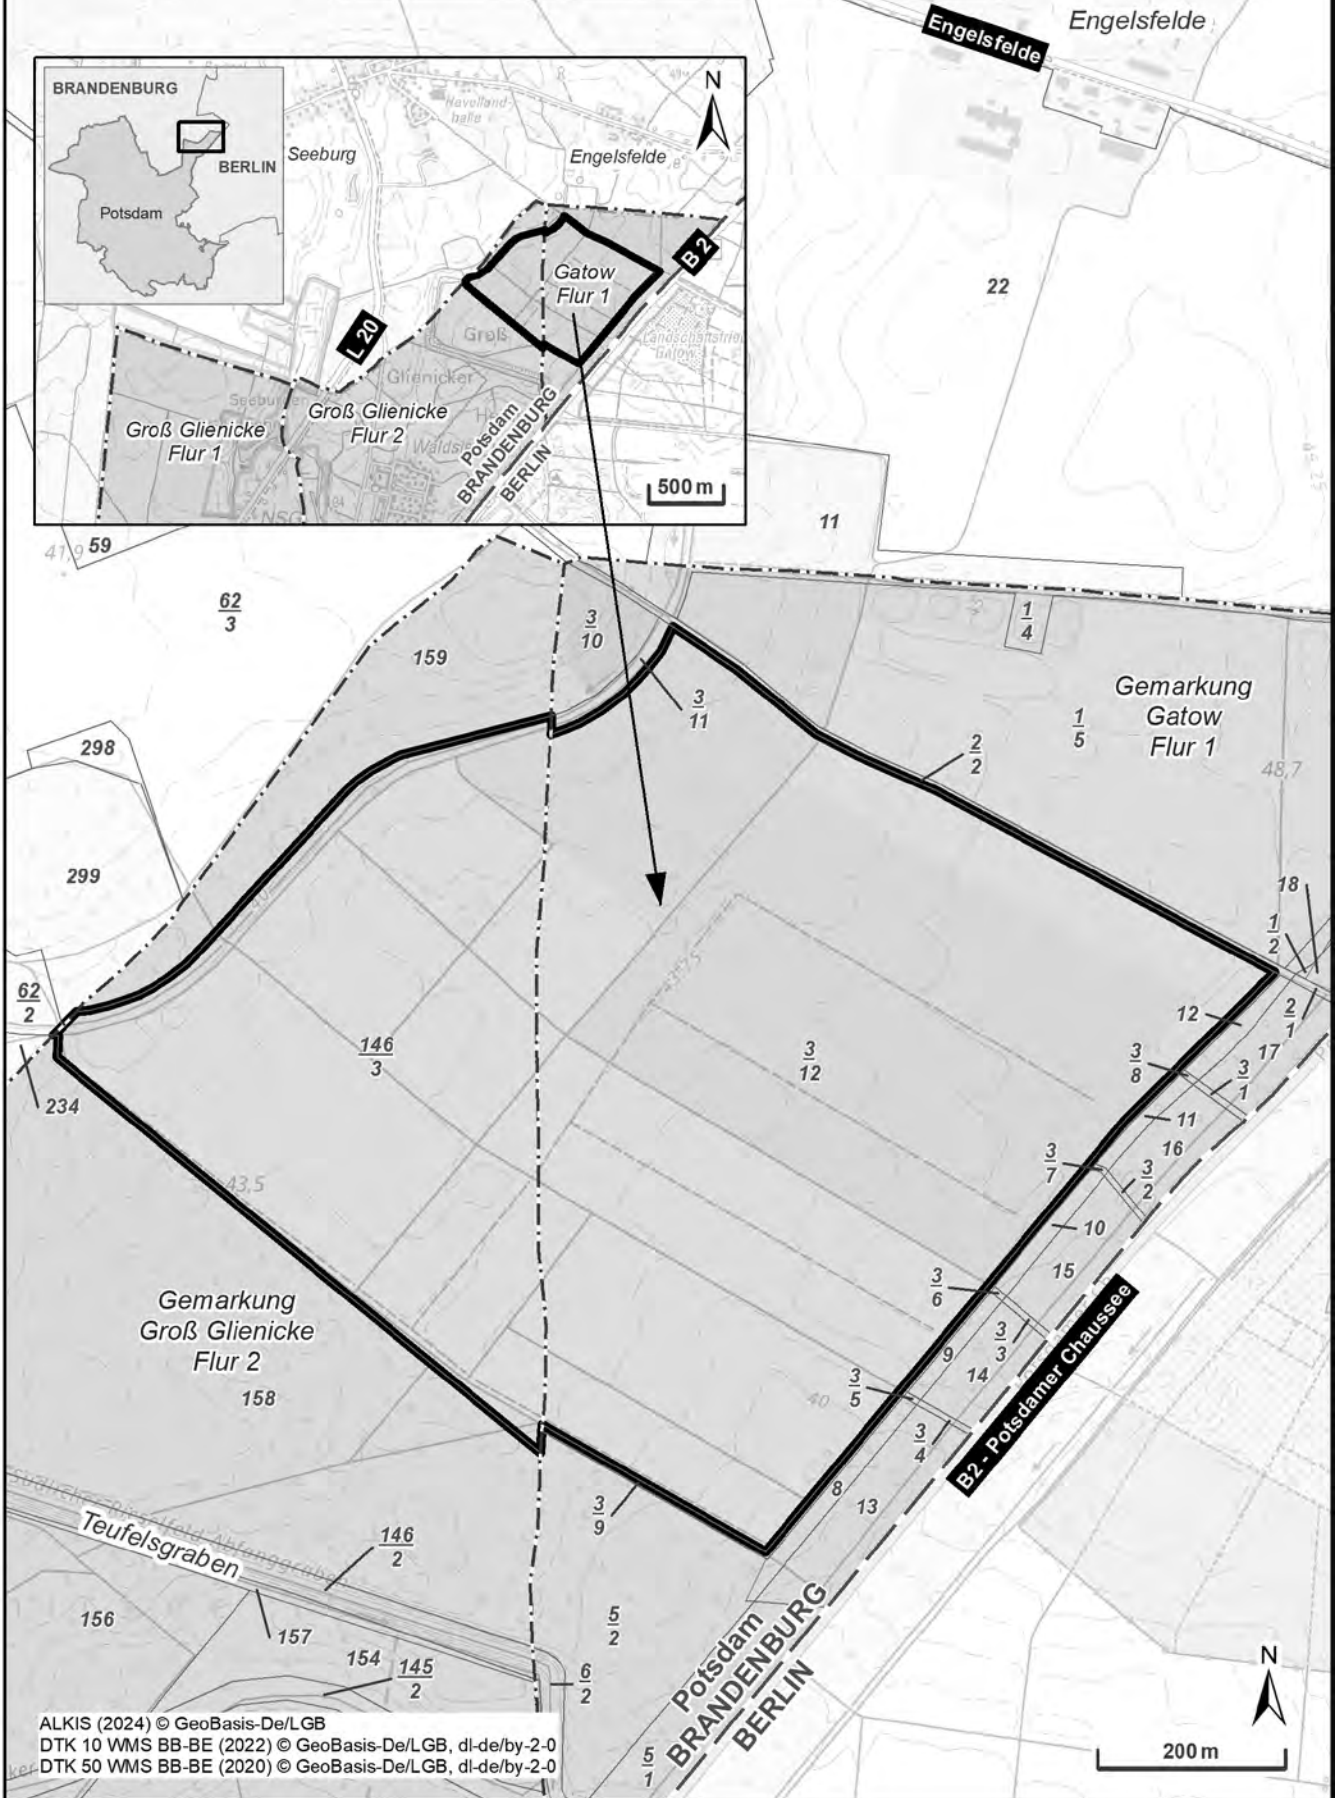 Engelsfelde
Engelsfelde
BRANDENBURG
BERLIN
Potsdam
Seeburg
Havelland-
halle
Engelsfelde
N
B 2
Gatow
Flur 1
L 20
Groß
Glienicker
Groß Glienicke
Flur 1
Groß Glienicke
Flur 2
NSG
Potsdam
BRANDENBURG
BERLIN
500 m
22
11
41,9
59
62
3
159
3
10
3
11
1
4
Gemarkung
Gatow
Flur 1
1
5
2
2
48,7
298
299
18
1
2
62
2
12
2
1
17
146
3
3
12
3
8
3
1
234
11
16
3
7
3
2
43,5
10
15
3
6
Gemarkung
Groß Glienicke
Flur 2
158
3
3
9
14
3
5
40
B2 - Potsdamer Chaussee
3
4
8
13
3
9
Teufelsgraben
146
2
156
157
154
145
2
5
2
6
2
5
1
Potsdam
BRANDENBURG
BERLIN
N
200 m
ALKIS (2024) © GeoBasis-De/LGB
DTK 10 WMS BB-BE (2022) © GeoBasis-De/LGB, dl-de/by-2-0
DTK 50 WMS BB-BE (2020) © GeoBasis-De/LGB, dl-de/by-2-0